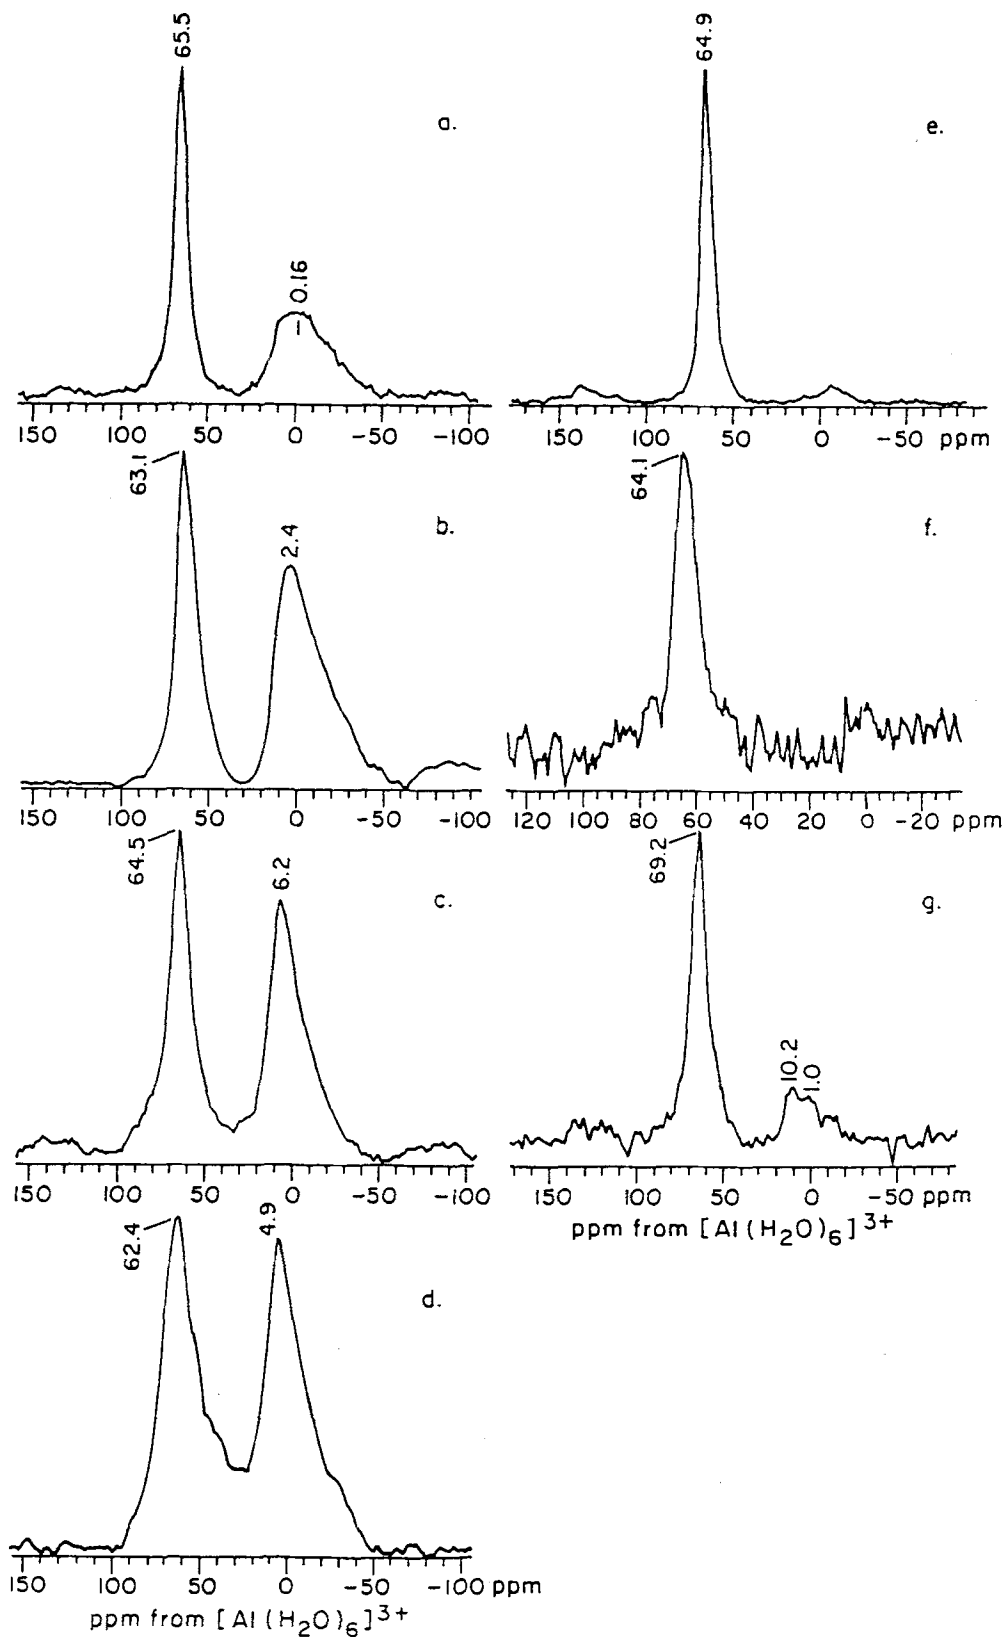 65.5
− 0.16
a.
150 100 50 0 −50 −100
64.9
e.
150 100 50 0 −50 ppm
63.1
2.4
b.
150 100 50 0 −50 −100
64.1
f.
120 100 80 60 40 20 0 −20 ppm
64.5
6.2
c.
150 100 50 0 −50 −100
69.2
10.2
1.0
g.
150 100 50 0 −50 ppm
ppm from [Al(H2O)6]3+
62.4
4.9
d.
150 100 50 0 −50 −100 ppm
ppm from [Al(H2O)6]3+